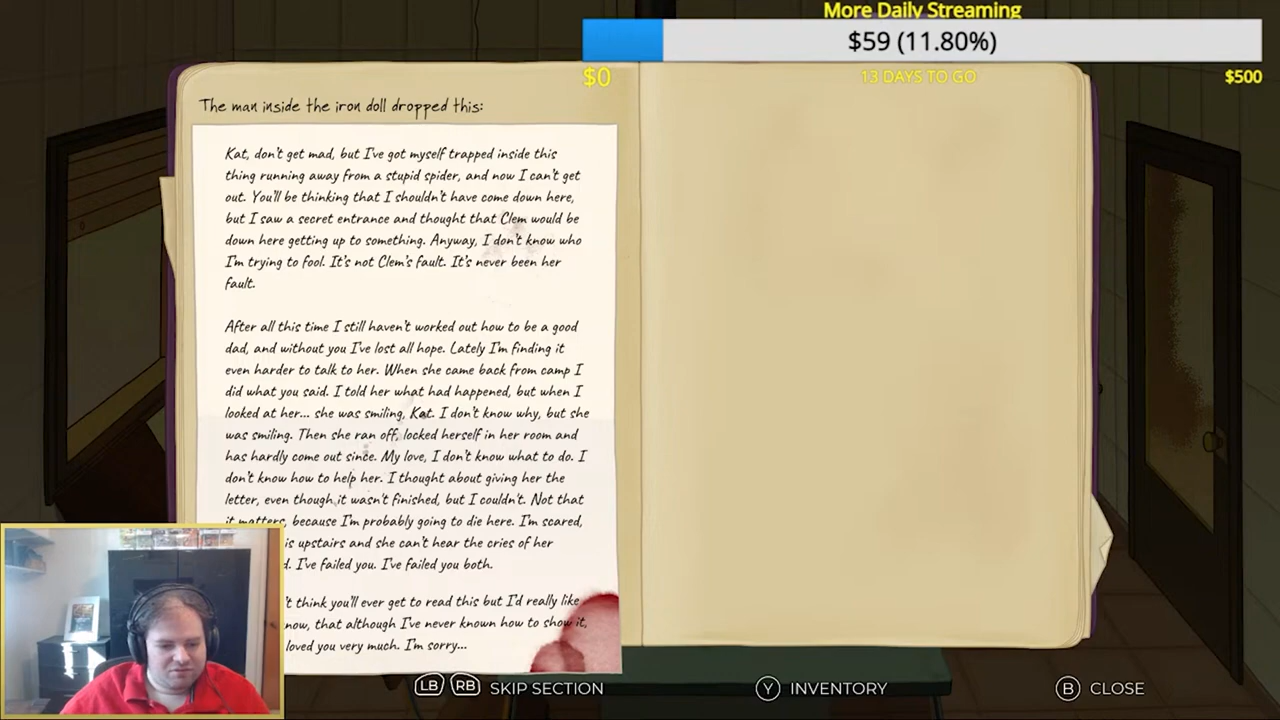 More Daily Streaming
$59 (11.80%)
$0
13 DAYS TO GO
$500
The man inside the iron doll dropped this:
Kat, don't get mad, but I've got myself trapped inside this
thing running away from a stupid spider, and now I can't get
out. You'll be thinking that I shouldn't have come down here,
but I saw a secret entrance and thought that Clem would be
down here getting up to something. Anyway, I don't know who
I'm trying to fool. It's not Clem's fault. It's never been her
fault.
After all this time I still haven't worked out how to be a good
dad, and without you I've lost all hope. Lately I'm finding it
even harder to talk to her. When she came back from camp I
did what you said. I told her what had happened, but when I
looked at her... she was smiling, Kat. I don't know why, but she
was smiling. Then she ran off, locked herself in her room and
has hardly come out since. My love, I don't know what to do. I
don't know how to help her. I thought about giving her the
letter, even though it wasn't finished, but I couldn't. Not that
it matters, because I'm probably going to die here. I'm scared,
is upstairs and she can't hear the cries of her
I've failed you. I've failed you both.
think you'll ever get to read this but I'd really like
that although I've never known how to show it,
loved you very much. I'm sorry...
LB RB SKIP SECTION
Y INVENTORY
B CLOSE